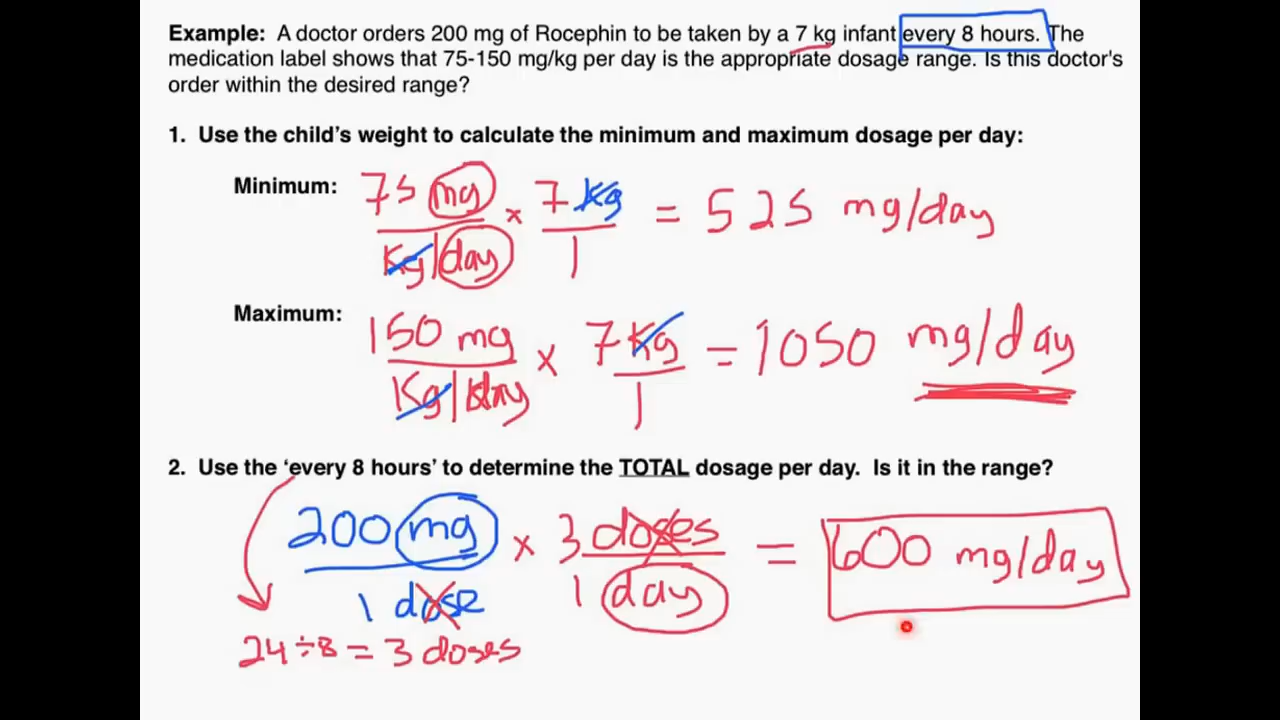 Example: A doctor orders 200 mg of Rocephin to be taken by a 7 kg infant every 8 hours. The
medication label shows that 75-150 mg/kg per day is the appropriate dosage range. Is this doctor's
order within the desired range?
1. Use the child's weight to calculate the minimum and maximum dosage per day:
Minimum: 75 mg / kg/day × 7 kg / 1 = 525 mg/day
Maximum: 150 mg / kg/day × 7 kg / 1 = 1050 mg/day
2. Use the 'every 8 hours' to determine the TOTAL dosage per day. Is it in the range?
200 mg / 1 dose × 3 doses / 1 day = 600 mg/day
24 ÷ 8 = 3 doses